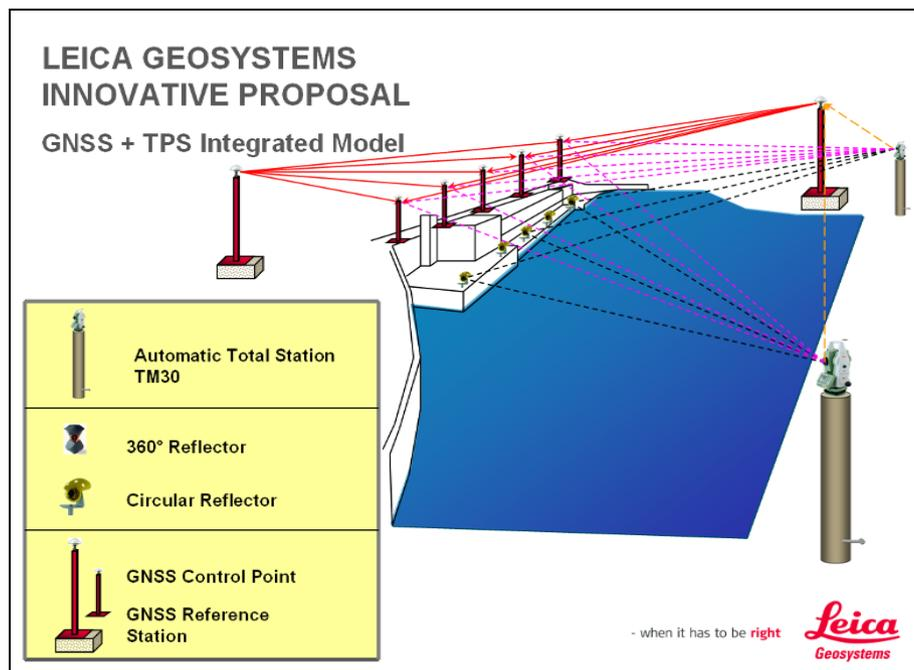 LEICA GEOSYSTEMS
INNOVATIVE PROPOSAL
GNSS + TPS Integrated Model
Automatic Total Station
TM30
360° Reflector
Circular Reflector
GNSS Control Point
GNSS Reference
Station
- when it has to be right
Leica
Geosystems